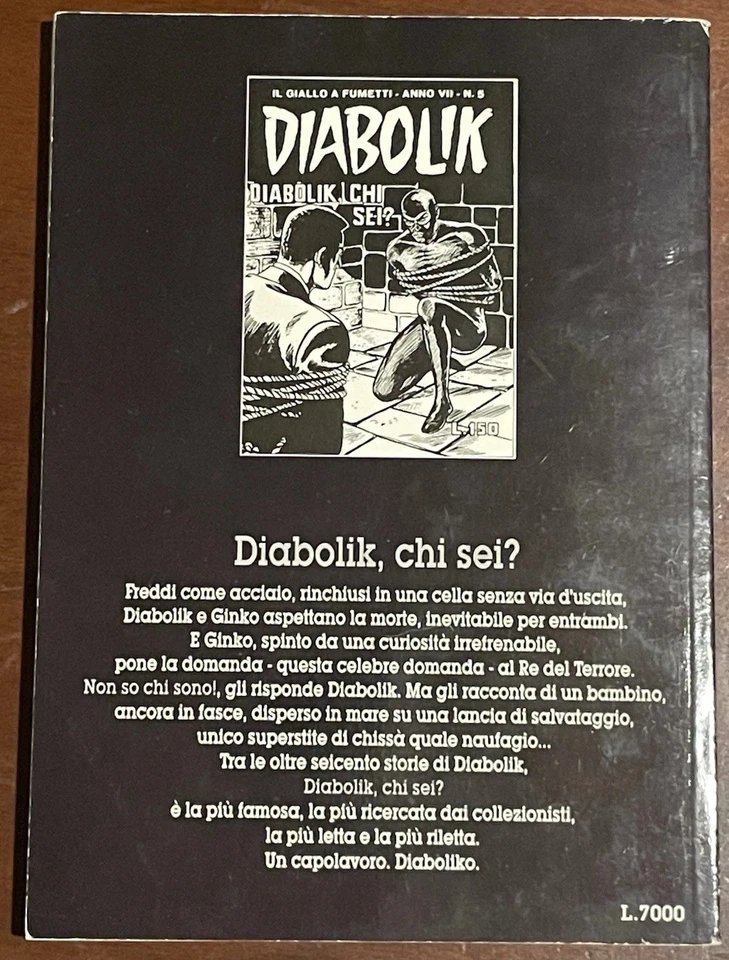 IL GIALLO A FUMETTI - ANNO VII - N. 5
DIABOLIK
DIABOLIK, CHI
SEI?
L.150
Diabolik, chi sei?
Freddi come acciaio, rinchiusi in una cella senza via d'uscita,
Diabolik e Ginko aspettano la morte, inevitabile per entrambi.
E Ginko, spinto da una curiosità irrefrenabile,
pone la domanda - questa celebre domanda - al Re del Terrore.
Non so chi sono!, gli risponde Diabolik. Ma gli racconta di un bambino,
ancora in fasce, disperso in mare su una lancia di salvataggio,
unico superstite di chissà quale naufagio...
Tra le oltre seicento storie di Diabolik,
Diabolik, chi sei?
è la più famosa, la più ricercata dai collezionisti,
la più letta e la più riletta.
Un capolavoro. Diaboliko.
L.7000